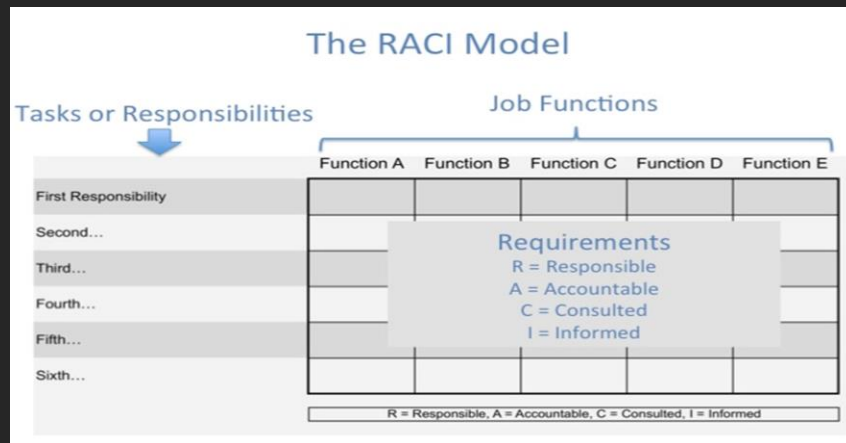 The RACI Model
Tasks or Responsibilities
Job Functions
Function A Function B Function C Function D Function E
First Responsibility
Second...
Third...
Fourth...
Fifth...
Sixth...
Requirements
R = Responsible
A = Accountable
C = Consulted
I = Informed
R = Responsible, A = Accountable, C = Consulted, I = Informed